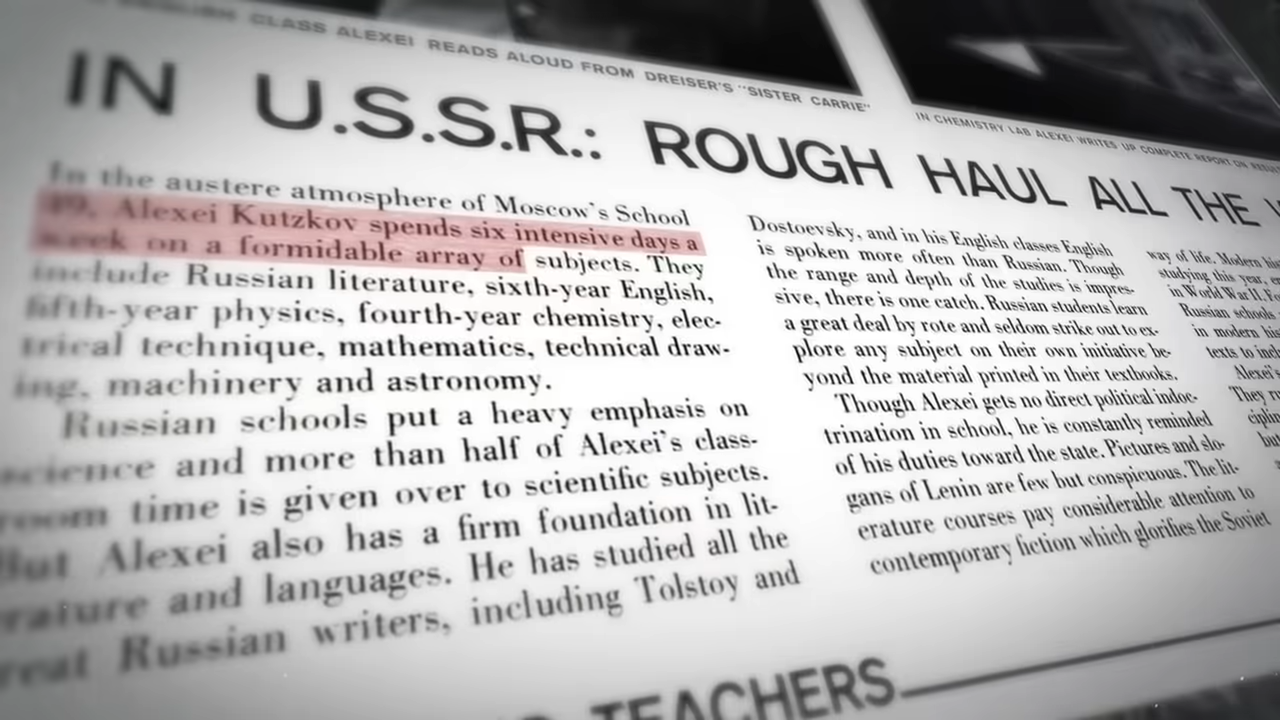 ENGLISH CLASS ALEXEI READS ALOUD FROM DREISER'S "SISTER CARRIE"
IN CHEMISTRY LAB ALEXEI WRITES UP COMPLETE REPORT ON
IN U.S.S.R.: ROUGH HAUL ALL THE
In the austere atmosphere of Moscow's School
49, Alexei Kutzkov spends six intensive days a
week on a formidable array of subjects. They
include Russian literature, sixth-year English,
fifth-year physics, fourth-year chemistry, elec-
trical technique, mathematics, technical draw-
ing, machinery and astronomy.
Russian schools put a heavy emphasis on
science and more than half of Alexei's class-
room time is given over to scientific subjects.
But Alexei also has a firm foundation in lit-
erature and languages. He has studied all the
great Russian writers, including Tolstoy and
Dostoevsky, and in his English classes English
is spoken more often than Russian. Though
the range and depth of the studies is impres-
sive, there is one catch. Russian students learn
a great deal by rote and seldom strike out to ex-
plore any subject on their own initiative be-
yond the material printed in their textbooks.
Though Alexei gets no direct political indoc-
trination in school, he is constantly reminded
of his duties toward the state. Pictures and slo-
gans of Lenin are few but conspicuous. The lit-
erature courses pay considerable attention to
contemporary fiction which glorifies the Soviet
way of life. Modern
studying this year,
in World War II.
Russian schools.
in modern
texts to
Alexei's
They
TEACHERS